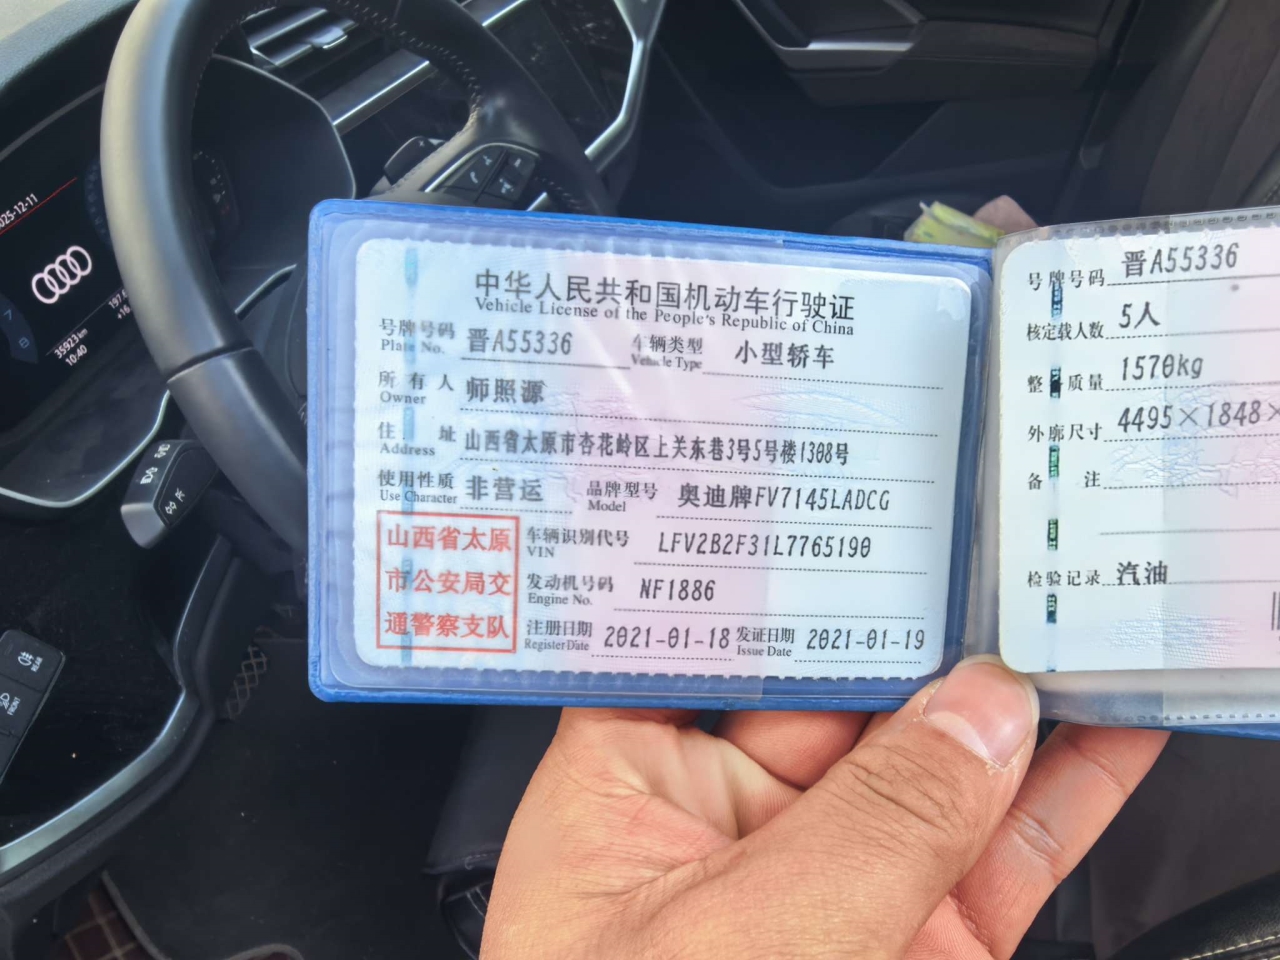 中华人民共和国机动车行驶证
Vehicle License of the People's Republic of China
号牌号码 晋A55336 车辆类型 小型轿车
Plate No. Vehicle Type
所有人 师照源
Owner
住址 山西省太原市杏花岭区上关东巷3号5号楼1308号
Address
使用性质 非营运 品牌型号 奥迪牌FV7145LADCG
Use Character Model
山西省太原
市公安局交
通警察支队
车辆识别代号 LFV2B2F31L7765190
VIN
发动机号码 NF1886
Engine No.
注册日期 2021-01-18 发证日期 2021-01-19
Register Date Issue Date
号牌号码 晋A55336
核定载人数 5人
整 质量 1570kg
外廓尺寸 4495×1848×
备注
检验记录 汽油
025-12-11
35923 km
10:40
REAR
FRONT